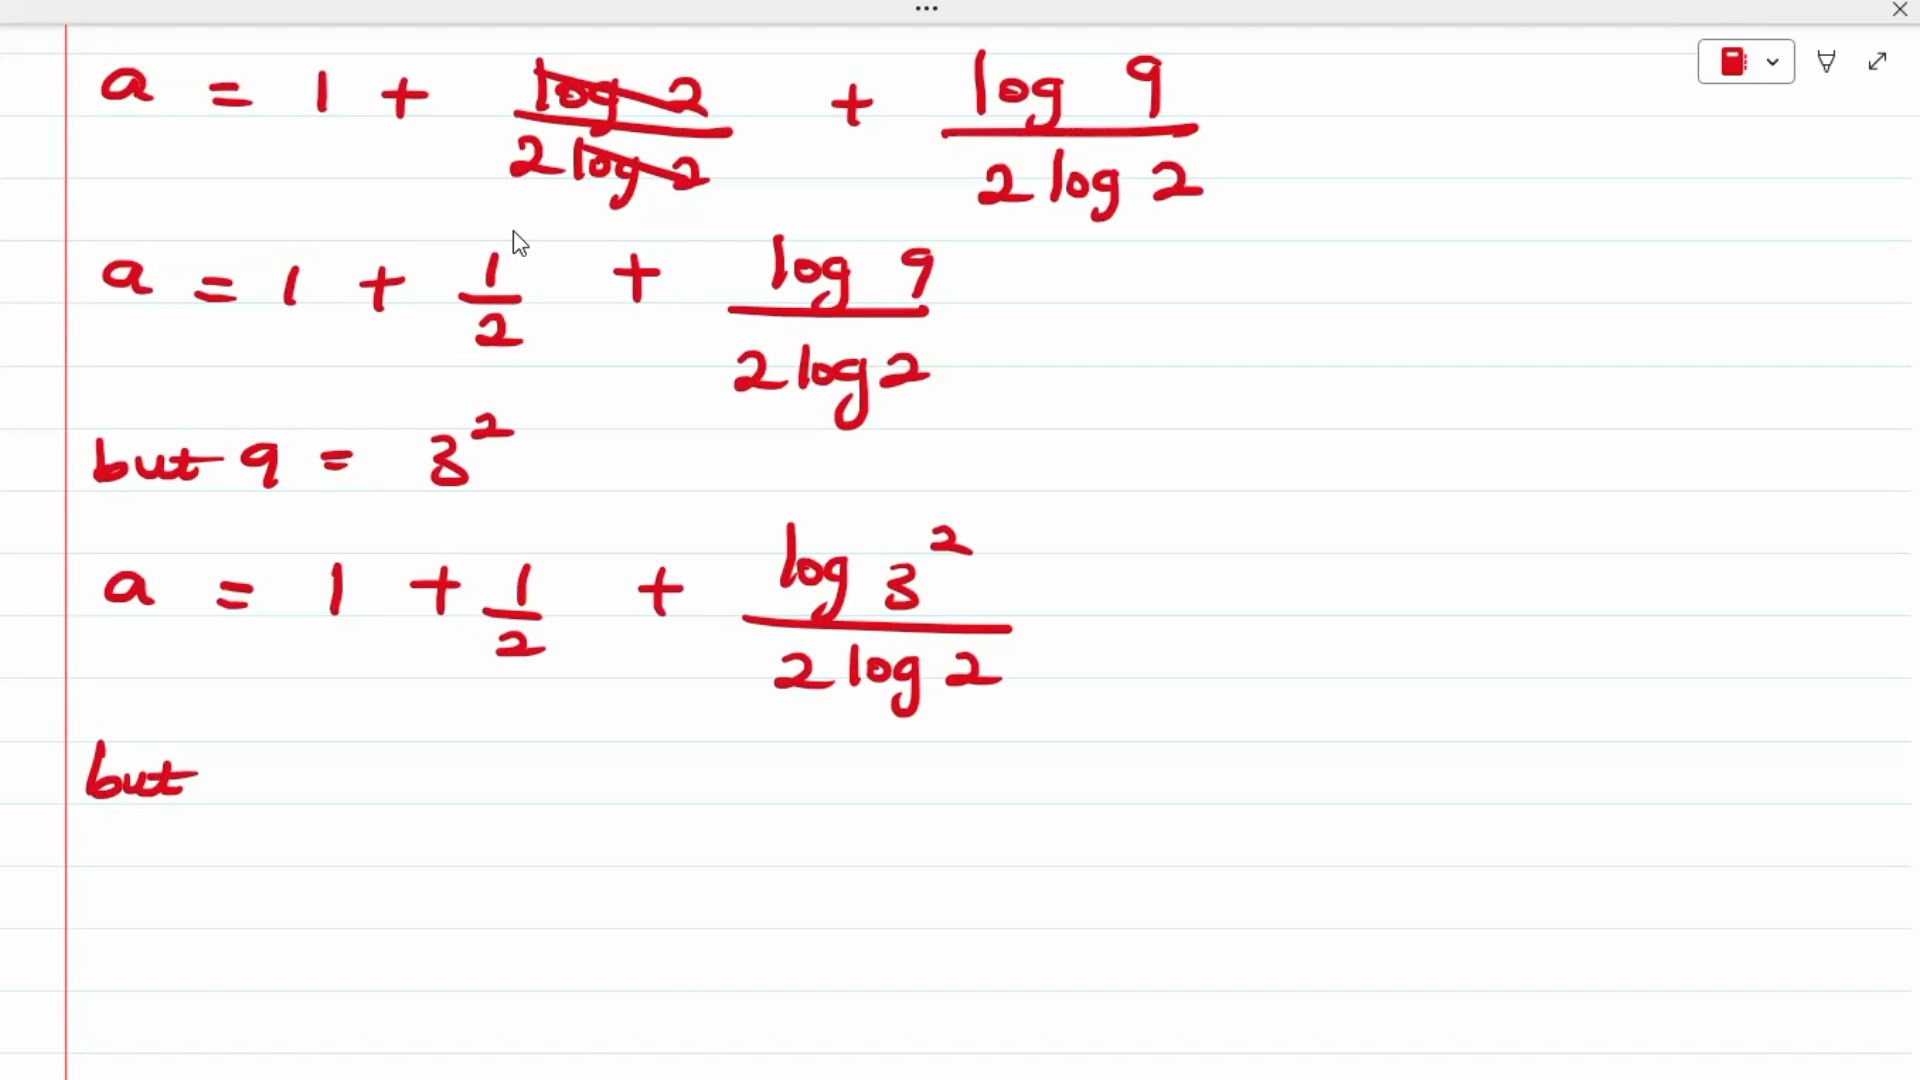 a = 1 + log 2 / 2 log 2 + log 9 / 2 log 2
a = 1 + 1/2 + log 9 / 2 log 2
but 9 = 3²
a = 1 + 1/2 + log 3² / 2 log 2
but